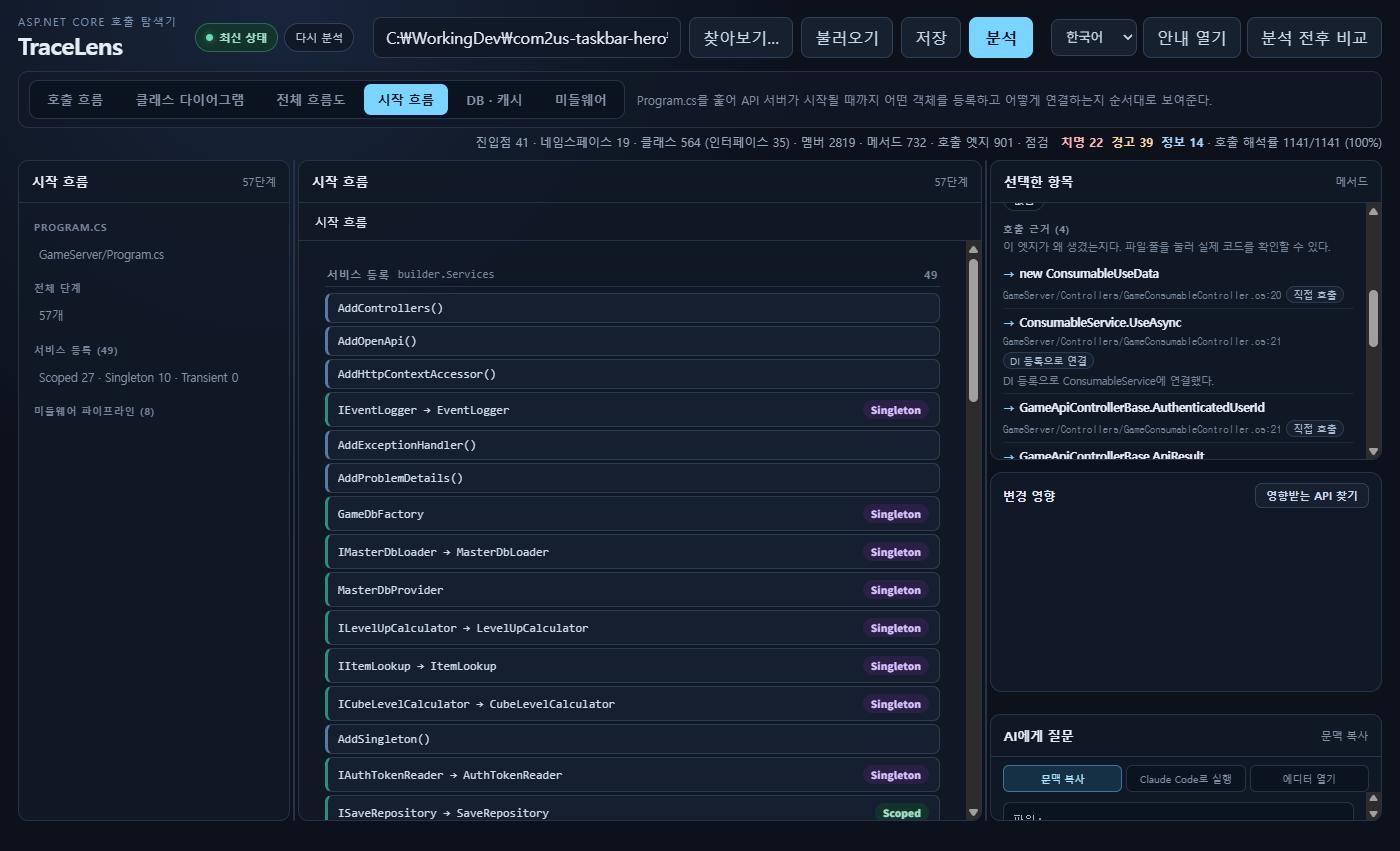 ASP.NET CORE 호출 탐색기
TraceLens
최신 상태
다시 분석
C:₩WorkingDev₩com2us-taskbar-hero
찾아보기...
불러오기
저장
분석
한국어
안내 열기
분석 전후 비교
호출 흐름
클래스 다이어그램
전체 흐름도
시작 흐름
DB · 캐시
미들웨어
Program.cs를 훑어 API 서버가 시작될 때까지 어떤 객체를 등록하고 어떻게 연결하는지 순서대로 보여준다.
진입점 41 · 네임스페이스 19 · 클래스 564 (인터페이스 35) · 멤버 2819 · 메서드 732 · 호출 엣지 901 · 점검 치명 22 경고 39 정보 14 · 호출 해석률 1141/1141 (100%)
시작 흐름
57단계
PROGRAM.CS
GameServer/Program.cs
전체 단계
57개
서비스 등록 (49)
Scoped 27 · Singleton 10 · Transient 0
미들웨어 파이프라인 (8)
시작 흐름
57단계
시작 흐름
서비스 등록 builder.Services
49
AddControllers()
AddOpenApi()
AddHttpContextAccessor()
IEventLogger → EventLogger
Singleton
AddExceptionHandler()
AddProblemDetails()
GameDbFactory
Singleton
IMasterDbLoader → MasterDbLoader
Singleton
MasterDbProvider
Singleton
ILevelUpCalculator → LevelUpCalculator
Singleton
IItemLookup → ItemLookup
Singleton
ICubeLevelCalculator → CubeLevelCalculator
Singleton
AddSingleton()
IAuthTokenReader → AuthTokenReader
Singleton
ISaveRepository → SaveRepository
Scoped
선택한 항목
메서드
호출 근거 (4)
이 엣지가 왜 생겼는지다. 파일·줄을 눌러 실제 코드를 확인할 수 있다.
→ new ConsumableUseData
GameServer/Controllers/GameConsumableController.cs:20 직접 호출
→ ConsumableService.UseAsync
GameServer/Controllers/GameConsumableController.cs:21
DI 등록으로 연결
DI 등록으로 ConsumableService에 연결했다.
→ GameApiControllerBase.AuthenticatedUserId
GameServer/Controllers/GameConsumableController.cs:21 직접 호출
→ GameApiControllerBase.ApiResult
변경 영향
영향받는 API 찾기
AI에게 질문
문맥 복사
문맥 복사
Claude Code로 실행
에디터 열기